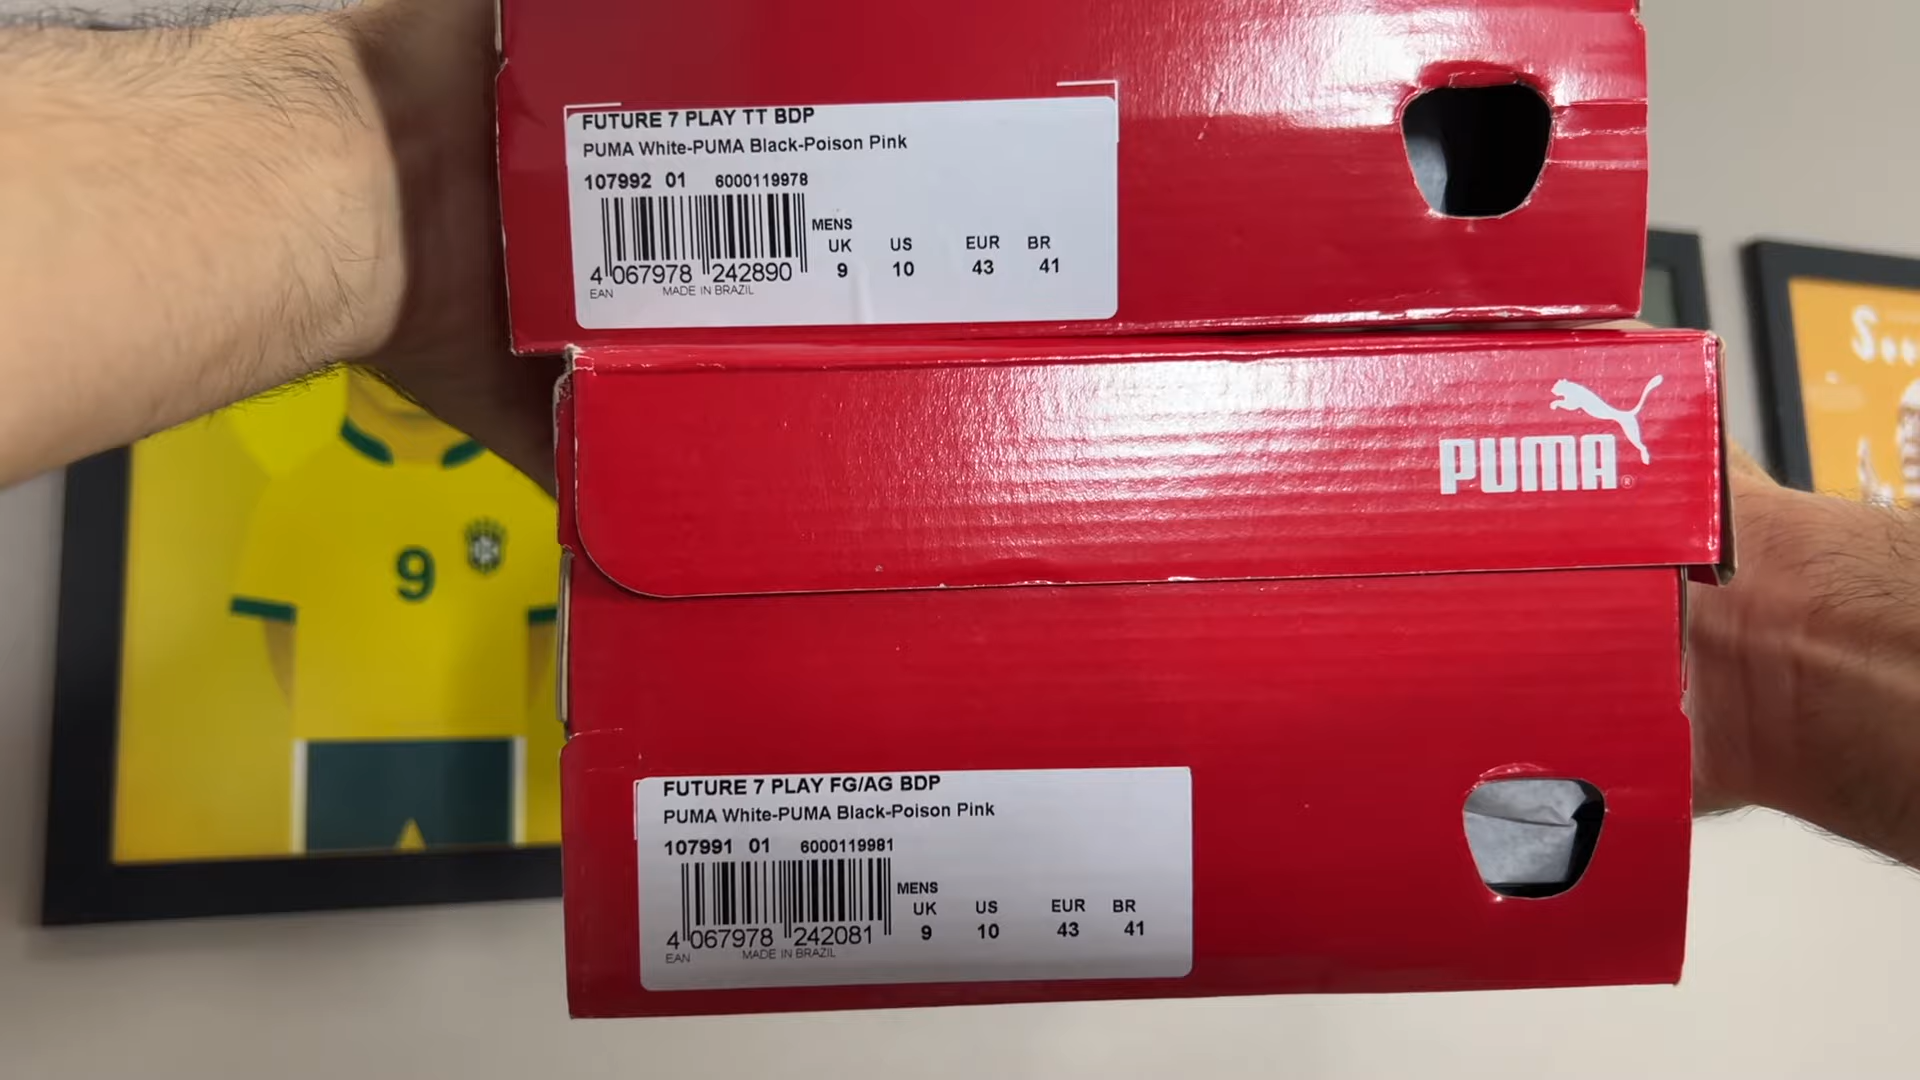 FUTURE 7 PLAY TT BDP
PUMA White-PUMA Black-Poison Pink
107992 01 6000119978
MENS
UK US EUR BR
9 10 43 41
4 067978 242890
EAN MADE IN BRAZIL
PUMA®
9
FUTURE 7 PLAY FG/AG BDP
PUMA White-PUMA Black-Poison Pink
107991 01 6000119981
MENS
UK US EUR BR
9 10 43 41
4 067978 242081
EAN MADE IN BRAZIL